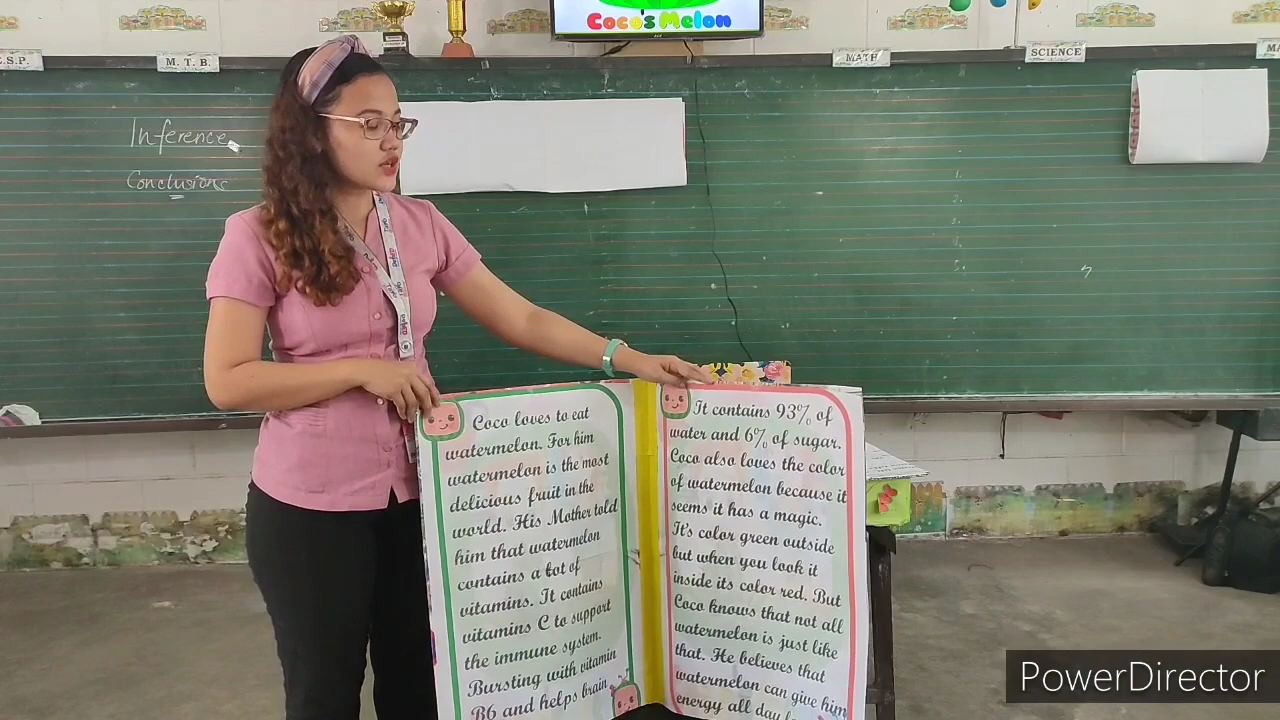 Coco's Melon
E.S.P.
M. T. B.
MATH
SCIENCE
Inference
Conclusions
Coco loves to eat
watermelon. For him
watermelon is the most
delicious fruit in the
world. His Mother told
him that watermelon
contains a lot of
vitamins. It contains
vitamins C to support
the immune system.
Bursting with vitamin
B6 and helps brain
It contains 93% of
water and 6% of sugar.
Coco also loves the color
of watermelon because it
seems it has a magic.
It's color green outside
but when you look it
inside its color red. But
Coco knows that not all
watermelon is just like
that. He believes that
watermelon can give him
energy all day
PowerDirector